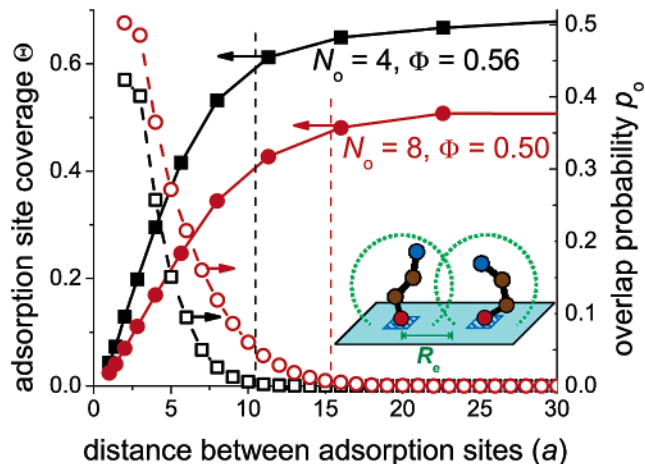 adsorption site coverage Θ
0.6
0.4
0.2
0.0
N_o = 4, Φ = 0.56
N_o = 8, Φ = 0.50
R_e
0.5
0.4
0.3
0.2
0.1
0.0
overlap probability p_o
0 5 10 15 20 25 30
distance between adsorption sites (a)